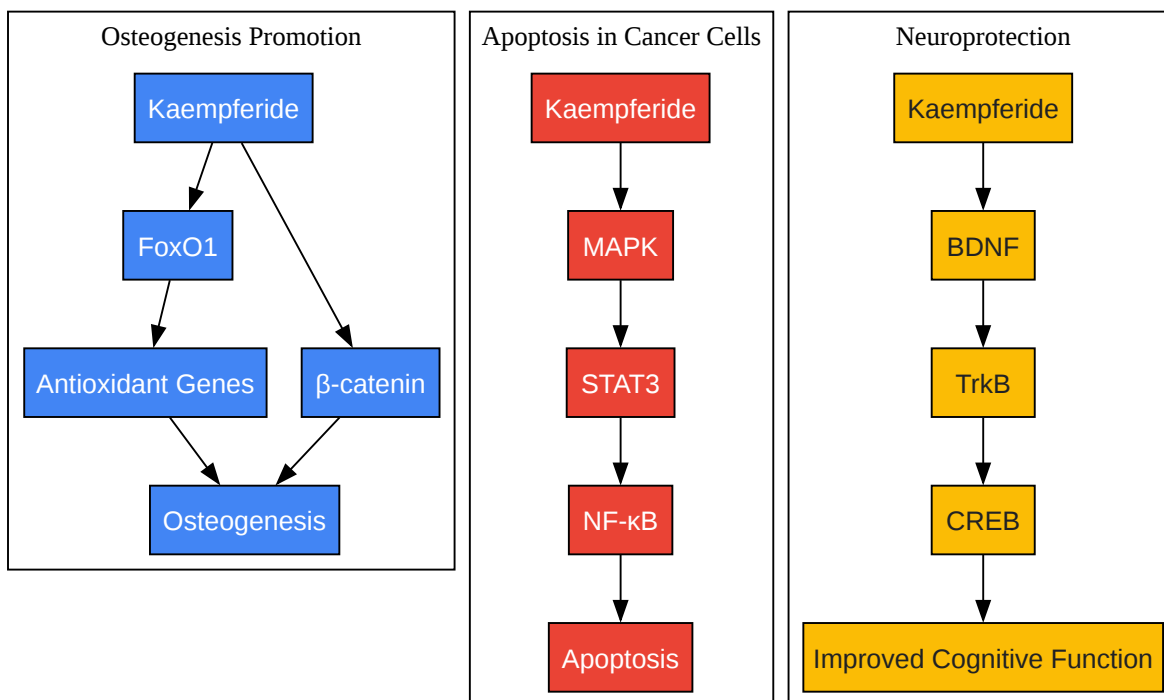 Osteogenesis Promotion
Kaempferide
FoxO1
Antioxidant Genes
β-catenin
Osteogenesis
Apoptosis in Cancer Cells
Kaempferide
MAPK
STAT3
NF-κB
Apoptosis
Neuroprotection
Kaempferide
BDNF
TrkB
CREB
Improved Cognitive Function